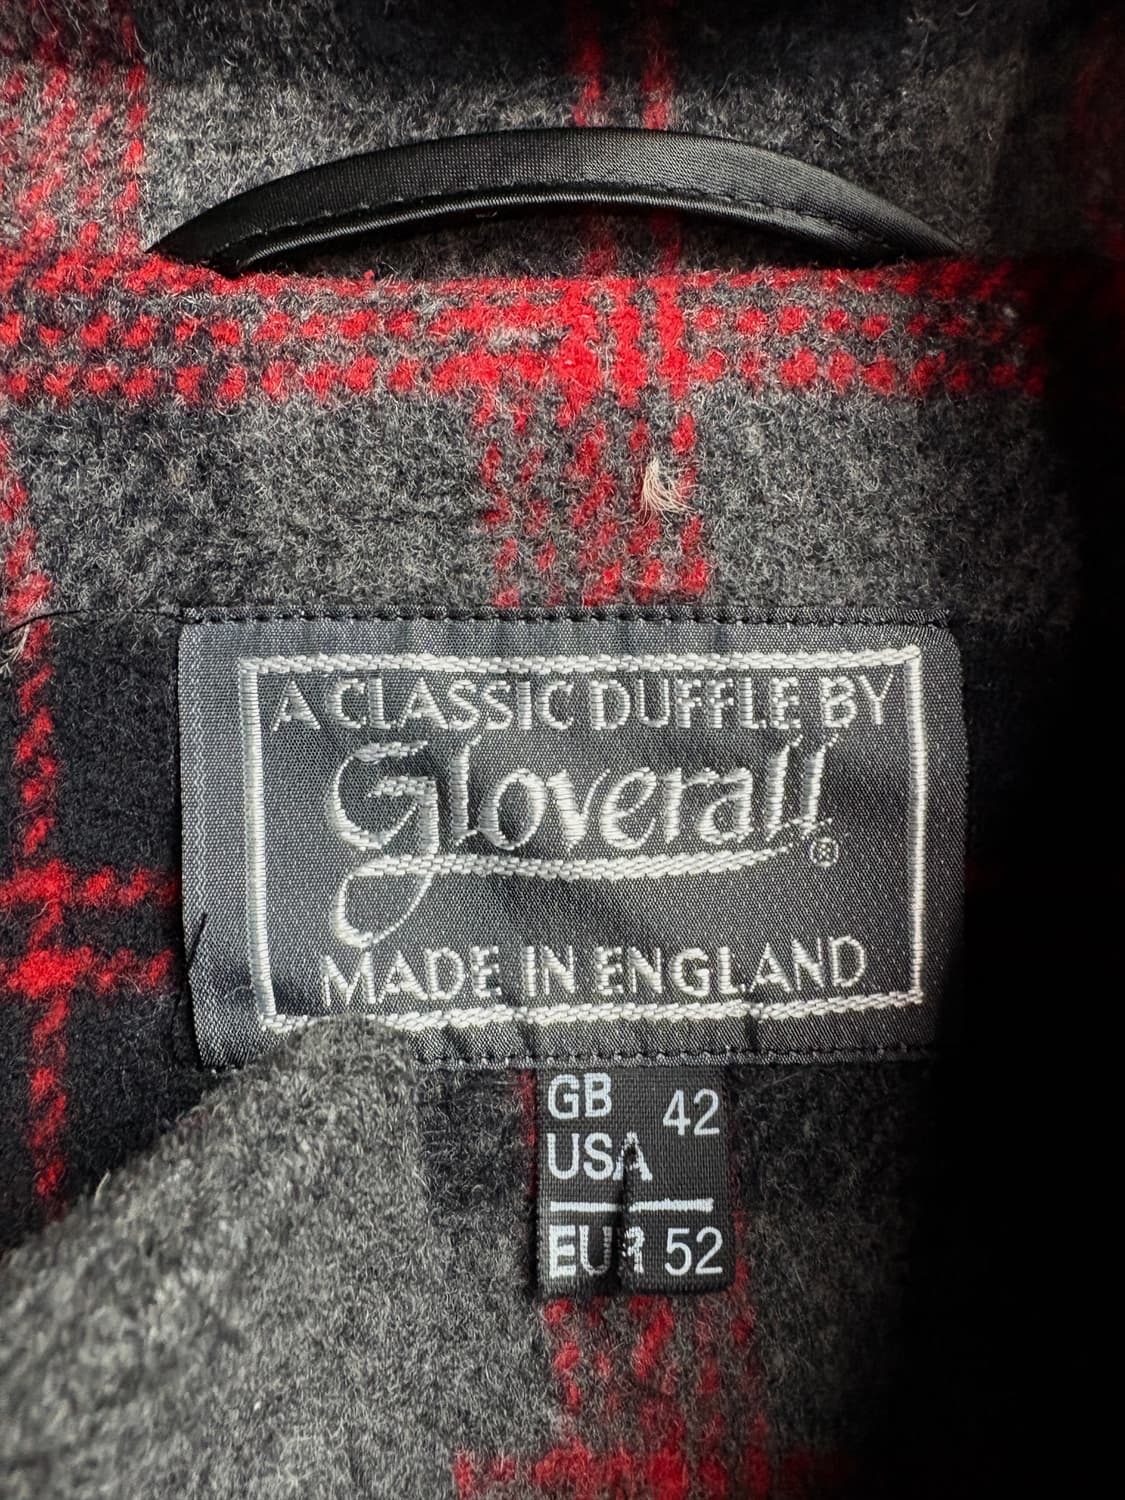 A CLASSIC DUFFLE BY
Gloverall ®
MADE IN ENGLAND
GB
USA 42
EUR 52